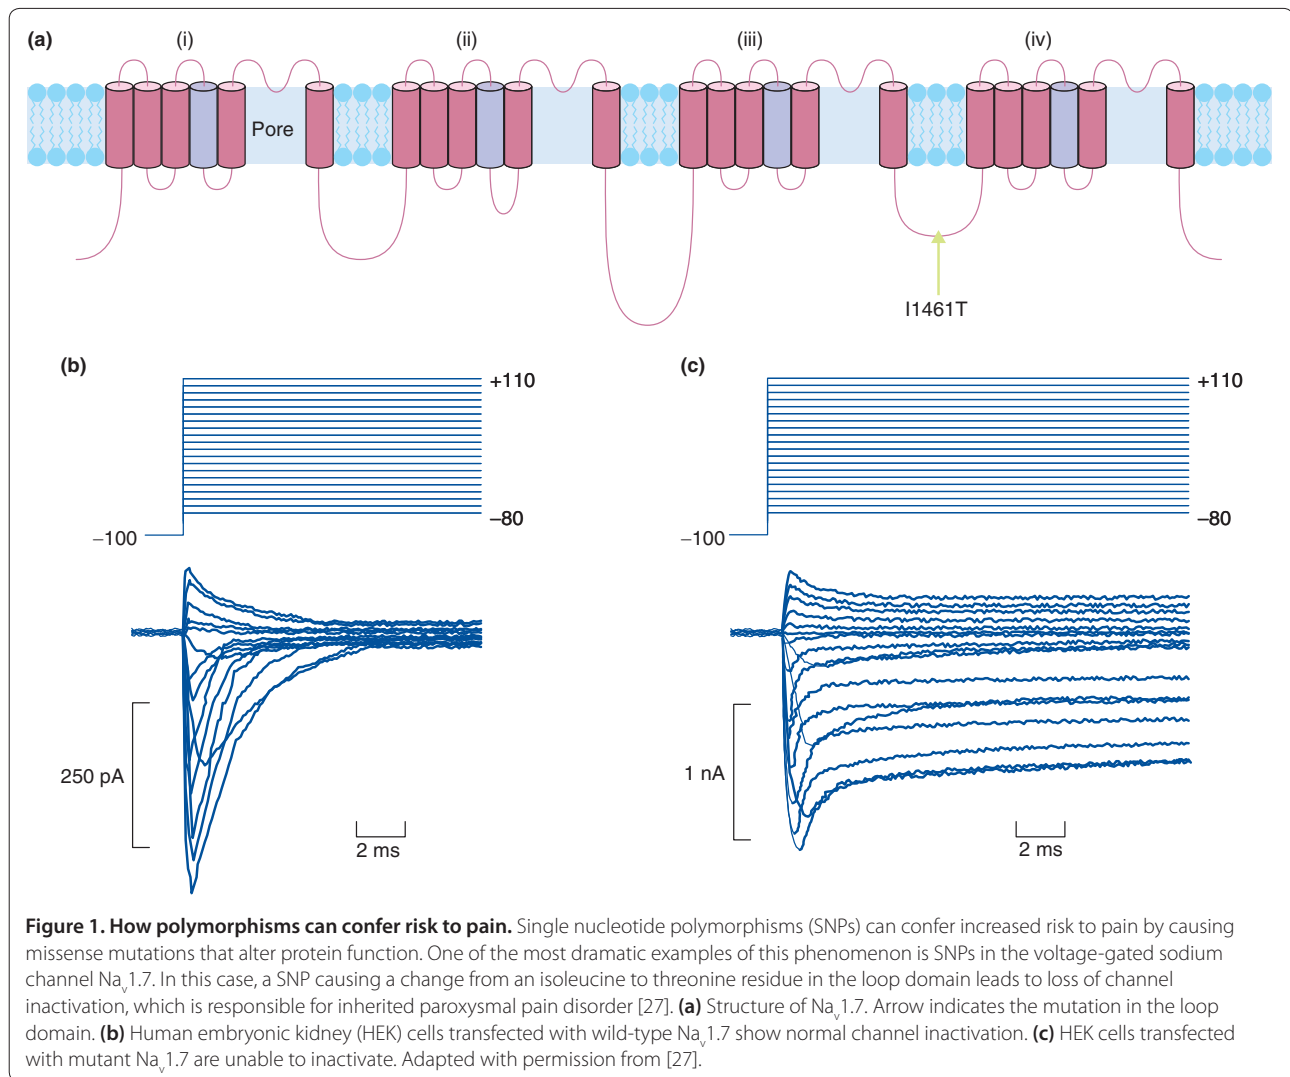 (a)
(i)
(ii)
(iii)
(iv)
Pore
I1461T
(b)
+110
−80
−100
250 pA
2 ms
(c)
+110
−80
−100
1 nA
2 ms
Figure 1. How polymorphisms can confer risk to pain. Single nucleotide polymorphisms (SNPs) can confer increased risk to pain by causing
missense mutations that alter protein function. One of the most dramatic examples of this phenomenon is SNPs in the voltage-gated sodium
channel Nav1.7. In this case, a SNP causing a change from an isoleucine to threonine residue in the loop domain leads to loss of channel
inactivation, which is responsible for inherited paroxysmal pain disorder [27]. (a) Structure of Nav1.7. Arrow indicates the mutation in the loop
domain. (b) Human embryonic kidney (HEK) cells transfected with wild-type Nav1.7 show normal channel inactivation. (c) HEK cells transfected
with mutant Nav1.7 are unable to inactivate. Adapted with permission from [27].